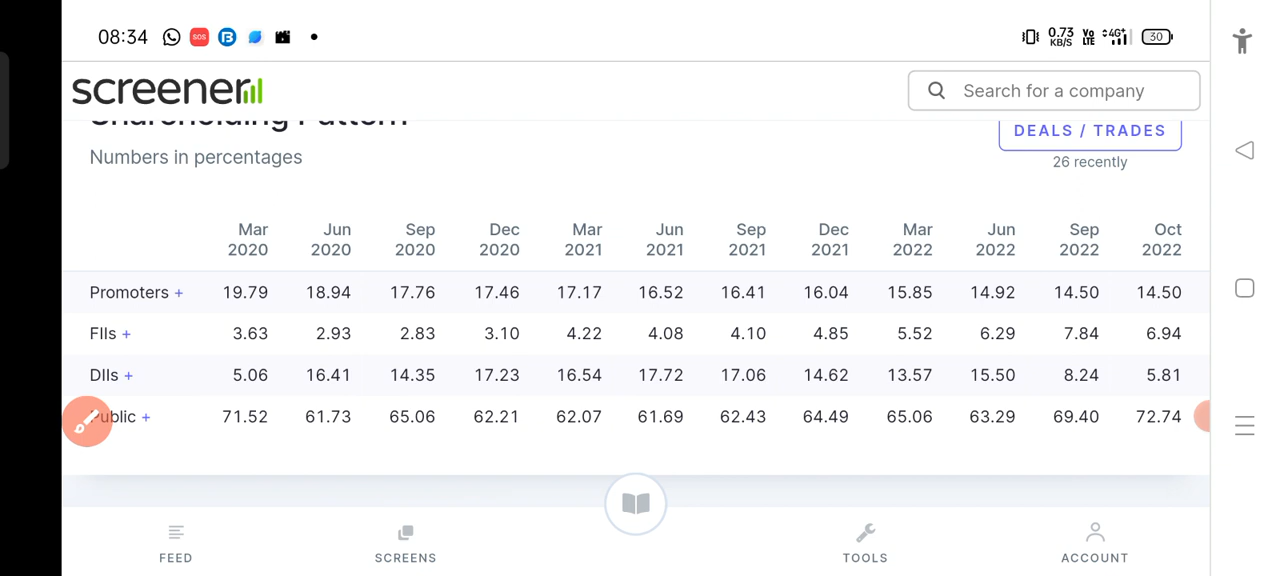 08:34 SOS 0.73 KB/S Vo LTE 4G+ 30
screener
Search for a company
Shareholding Pattern
DEALS / TRADES
Numbers in percentages
26 recently
Mar 2020 Jun 2020 Sep 2020 Dec 2020 Mar 2021 Jun 2021 Sep 2021 Dec 2021 Mar 2022 Jun 2022 Sep 2022 Oct 2022
Promoters + 19.79 18.94 17.76 17.46 17.17 16.52 16.41 16.04 15.85 14.92 14.50 14.50
FIIs + 3.63 2.93 2.83 3.10 4.22 4.08 4.10 4.85 5.52 6.29 7.84 6.94
DIIs + 5.06 16.41 14.35 17.23 16.54 17.72 17.06 14.62 13.57 15.50 8.24 5.81
Public + 71.52 61.73 65.06 62.21 62.07 61.69 62.43 64.49 65.06 63.29 69.40 72.74
FEED SCREENS TOOLS ACCOUNT